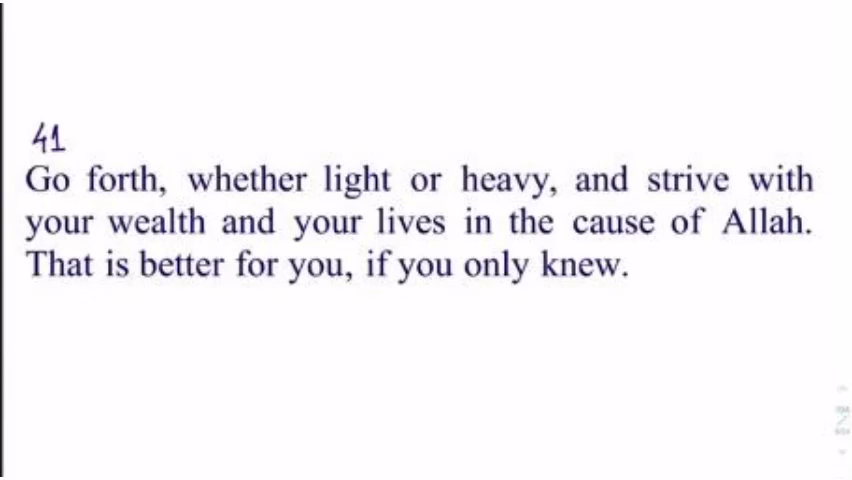 41
Go forth, whether light or heavy, and strive with
your wealth and your lives in the cause of Allah.
That is better for you, if you only knew.